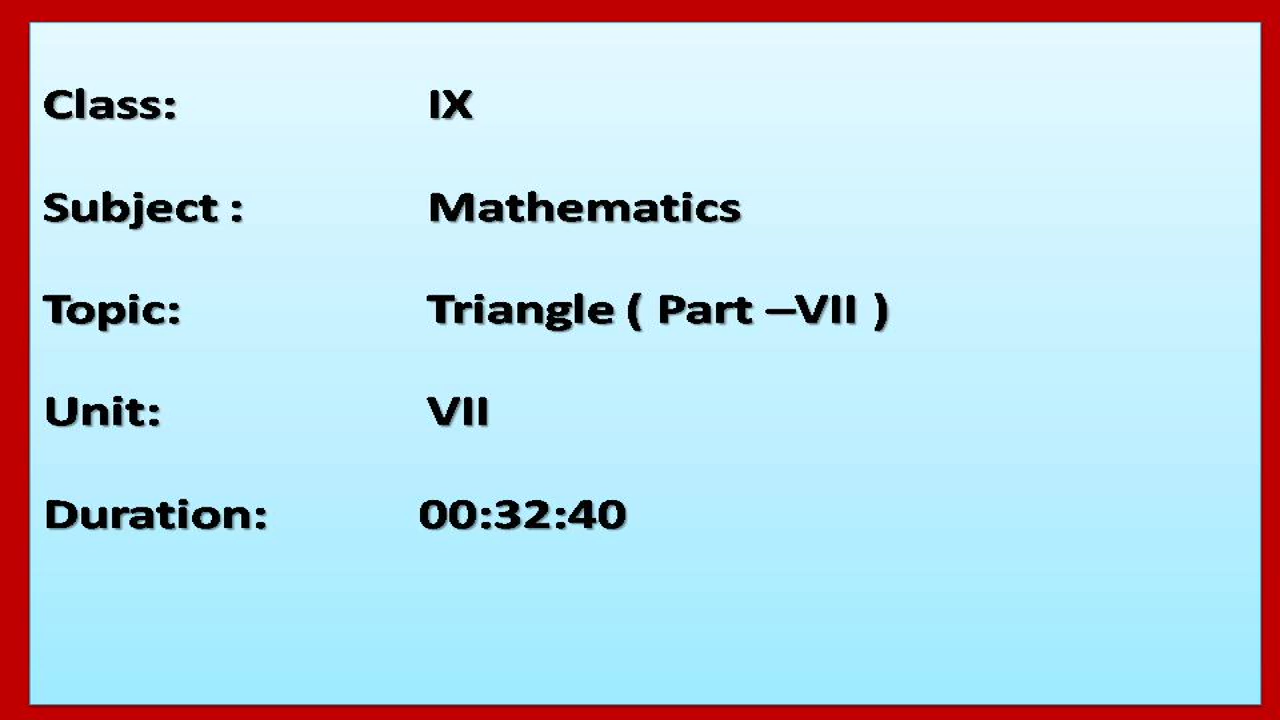 Class: IX
Subject : Mathematics
Topic: Triangle ( Part –VII )
Unit: VII
Duration: 00:32:40